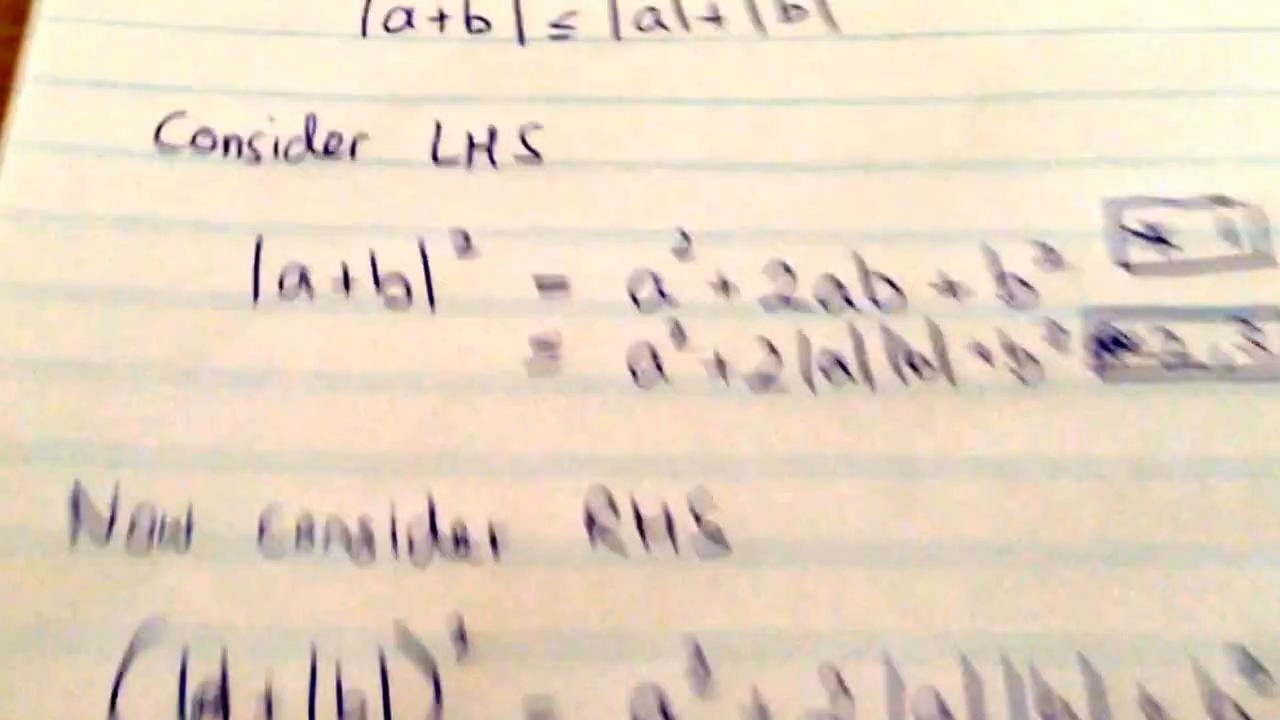 |a+b| ≤ |a|+|b|
Consider LHS
|a+b|² = a² + 2ab + b²
= a² + 2|a||b| + b²
Now consider RHS
(|a|+|b|)² = a² + 2|a||b| + b²